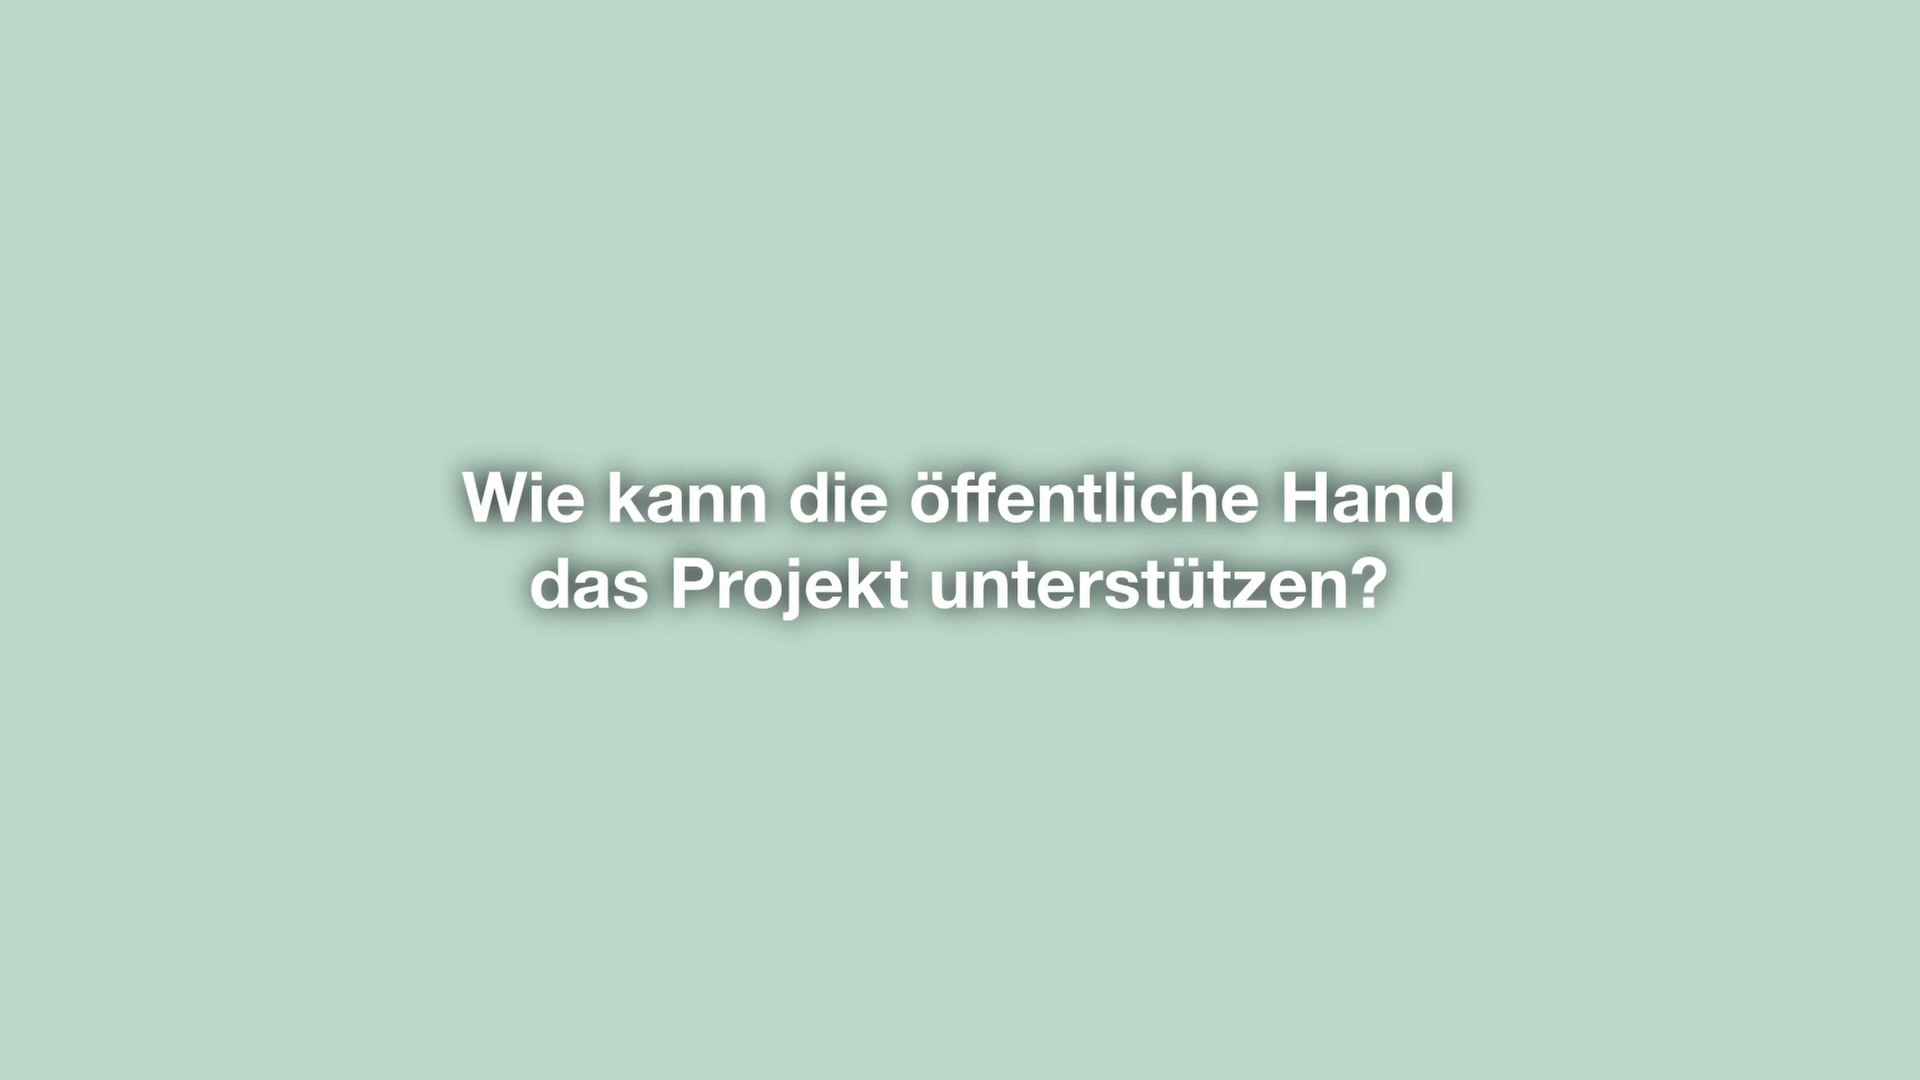 Wie kann die öffentliche Hand
das Projekt unterstützen?